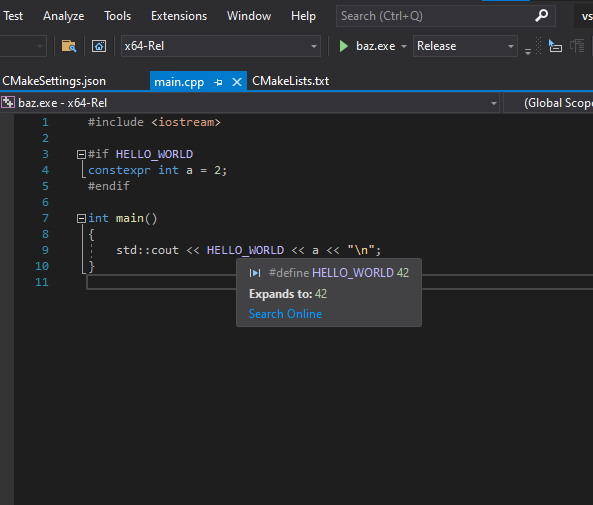 Test Analyze Tools Extensions Window Help Search (Ctrl+Q) vs
x64-Rel baz.exe Release
CMakeSettings.json main.cpp CMakeLists.txt
baz.exe - x64-Rel (Global Scope
1 #include <iostream>
2
3 #if HELLO_WORLD
4 constexpr int a = 2;
5 #endif
6
7 int main()
8 {
9 std::cout << HELLO_WORLD << a << "\n";
10 }
11
#define HELLO_WORLD 42
Expands to: 42
Search Online